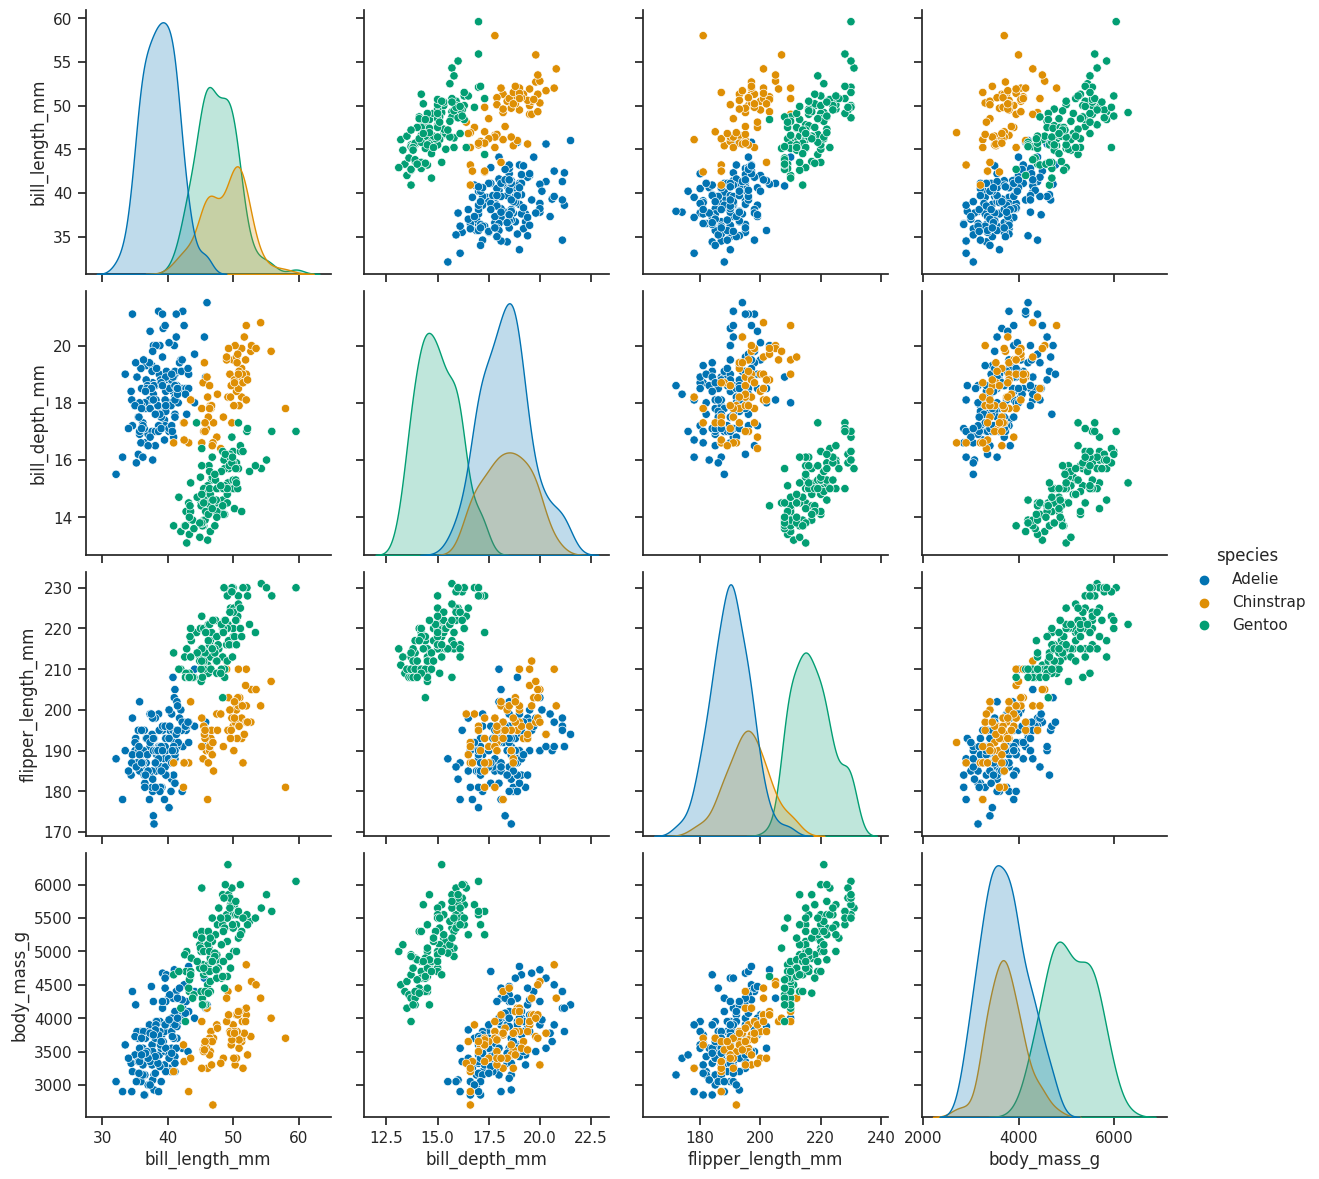 60
55
50
45
40
35
bill_length_mm
20
18
16
14
bill_depth_mm
species
Adelie
Chinstrap
Gentoo
230
220
210
200
190
180
170
flipper_length_mm
6000
5500
5000
4500
4000
3500
3000
body_mass_g
30 40 50 60
12.5 15.0 17.5 20.0 22.5
180 200 220 240
2000 4000 6000
bill_length_mm
bill_depth_mm
flipper_length_mm
body_mass_g